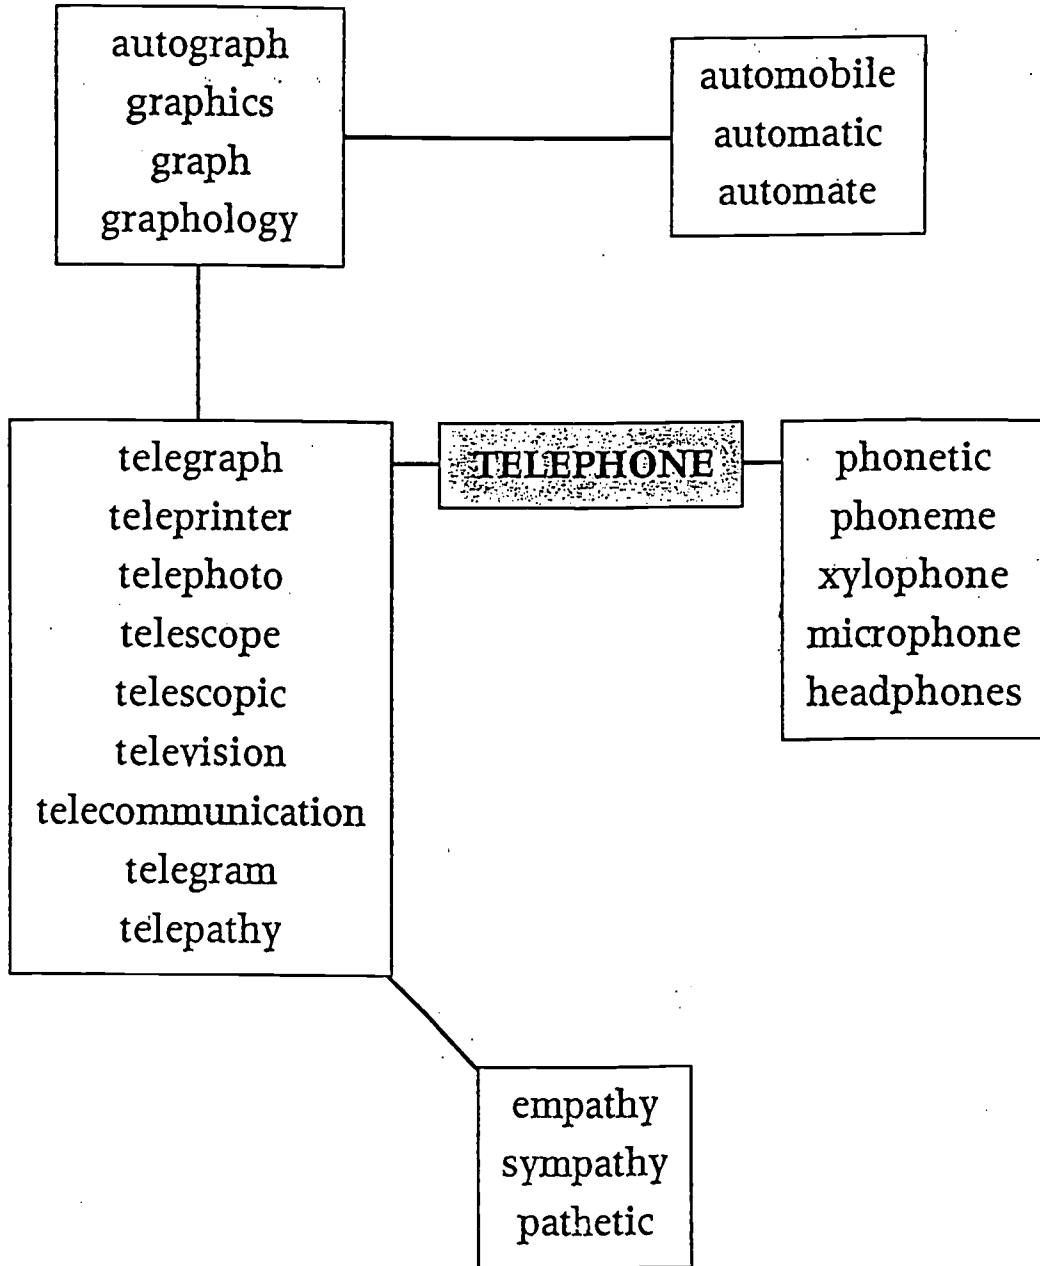 autograph
graphics
graph
graphology
automobile
automatic
automate
telegraph
teleprinter
telephoto
telescope
telescopic
television
telecommunication
telegram
telepathy
TELEPHONE
phonetic
phoneme
xylophone
microphone
headphones
empathy
sympathy
pathetic